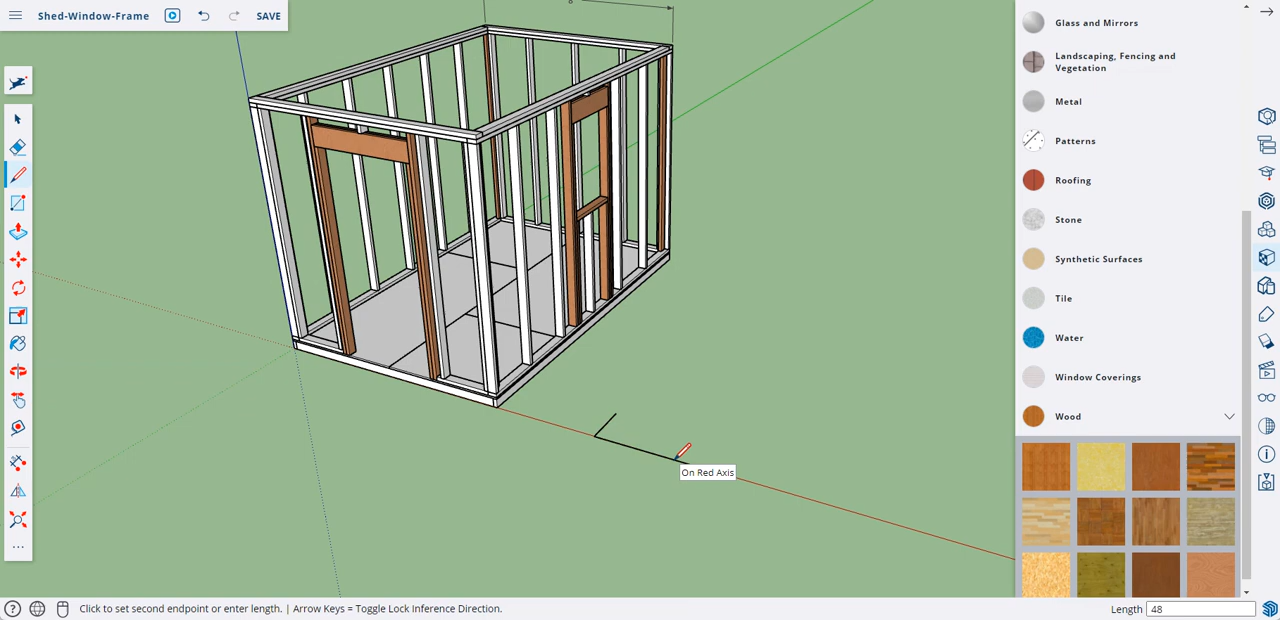 Shed-Window-Frame
SAVE
Glass and Mirrors
Landscaping, Fencing and
Vegetation
Metal
Patterns
Roofing
Stone
Synthetic Surfaces
Tile
Water
Window Coverings
Wood
On Red Axis
Click to set second endpoint or enter length. | Arrow Keys = Toggle Lock Inference Direction.
Length 48